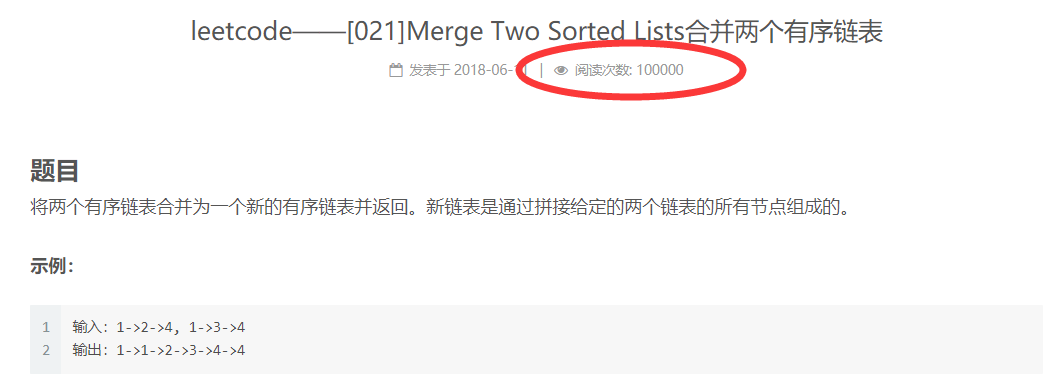 leetcode——[021]Merge Two Sorted Lists合并两个有序链表
发表于 2018-06- | 阅读次数: 100000
题目
将两个有序链表合并为一个新的有序链表并返回。新链表是通过拼接给定的两个链表的所有节点组成的。
示例：
1 输入：1->2->4, 1->3->4
2 输出：1->1->2->3->4->4